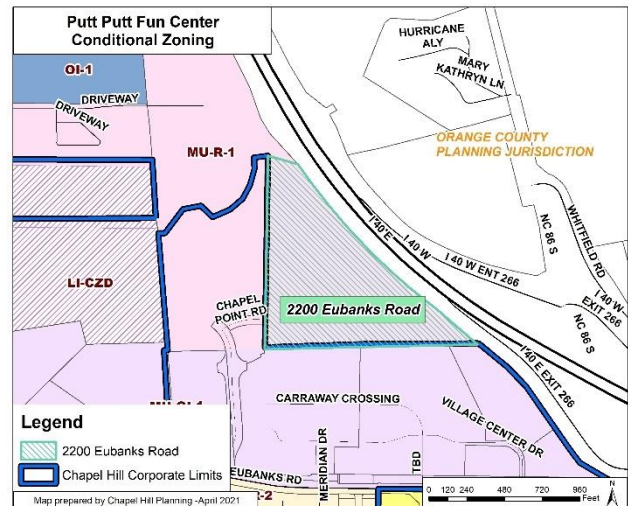 Putt Putt Fun Center
Conditional Zoning
HURRICANE
ALY
MARY
KATHRYN LN
OI-1
DRIVEWAY
DRIVEWAY
ORANGE COUNTY
PLANNING JURISDICTION
MU-R-1
NC 86 S
WHITFIELD RD
I 40 E
I 40 W
I 40 W ENT 266
I 40 W
EXIT 266
NC 86 S
LI-CZD
CHAPEL
POINT RD
2200 Eubanks Road
I 40 E EXIT 266
CARRAWAY CROSSING
VILLAGE CENTER DR
MERIDIAN DR
TBD
EUBANKS RD
Legend
2200 Eubanks Road
Chapel Hill Corporate Limits
Map prepared by Chapel Hill Planning -April 2021
-2
0 120 240 480 720 960
Feet
N